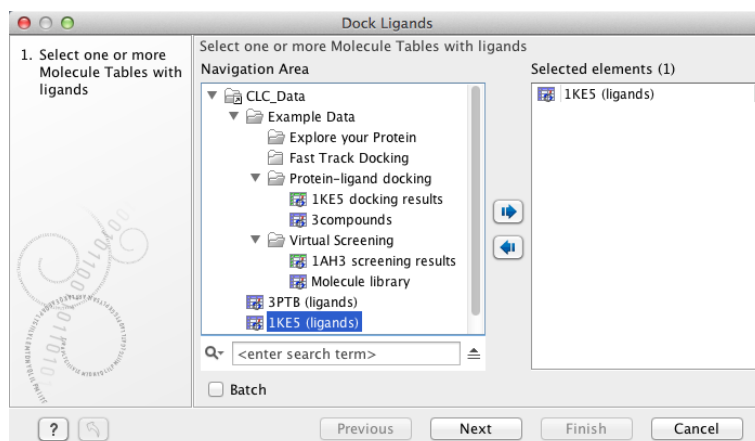 Dock Ligands
1. Select one or more
Molecule Tables with
ligands
Select one or more Molecule Tables with ligands
Navigation Area
CLC_Data
Example Data
Explore your Protein
Fast Track Docking
Protein-ligand docking
1KE5 docking results
3compounds
Virtual Screening
1AH3 screening results
Molecule library
3PTB (ligands)
1KE5 (ligands)
<enter search term>
Batch
Selected elements (1)
1KE5 (ligands)
?
Previous
Next
Finish
Cancel